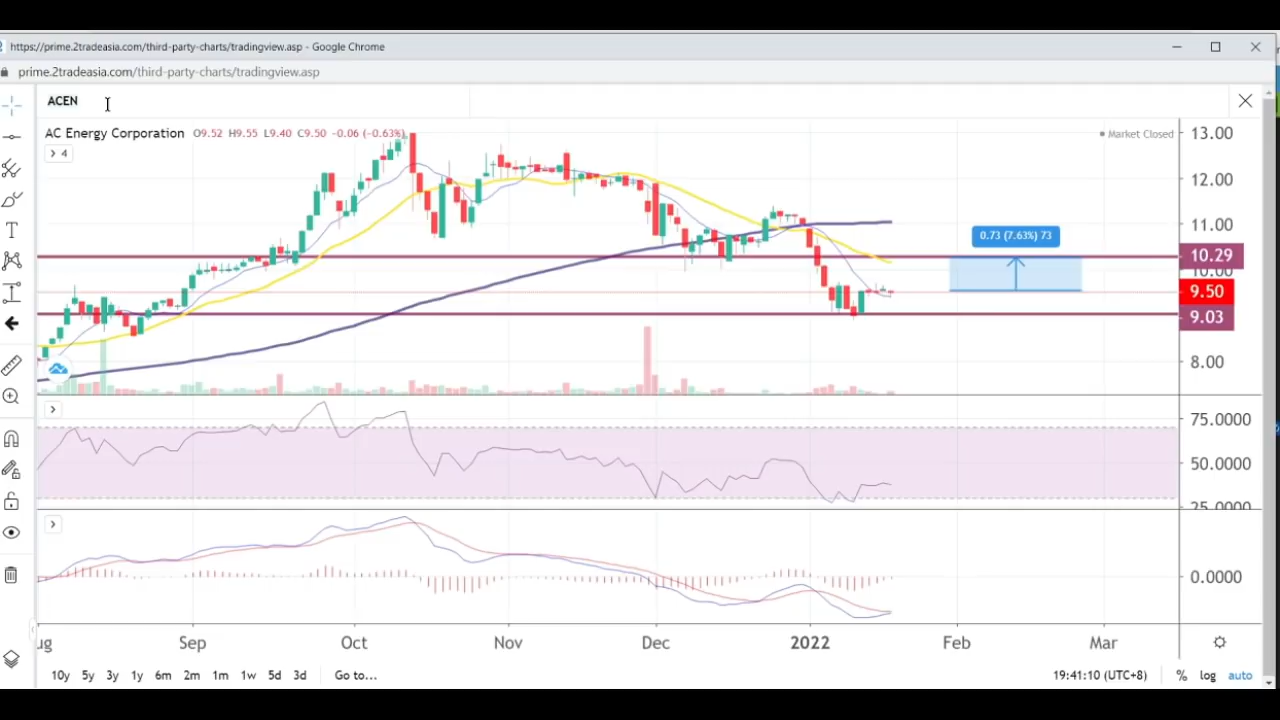 https://prime.2tradeasia.com/third-party-charts/tradingview.asp - Google Chrome
prime.2tradeasia.com/third-party-charts/tradingview.asp
ACEN
AC Energy Corporation O9.52 H9.55 L9.40 C9.50 -0.06 (-0.63%)
Market Closed
4
13.00
12.00
11.00
0.73 (7.63%) 73
10.29
10.00
9.50
9.03
8.00
75.0000
50.0000
25.0000
0.0000
ug Sep Oct Nov Dec 2022 Feb Mar
10y 5y 3y 1y 6m 2m 1m 1w 5d 3d Go to... 19:41:10 (UTC+8) % log auto